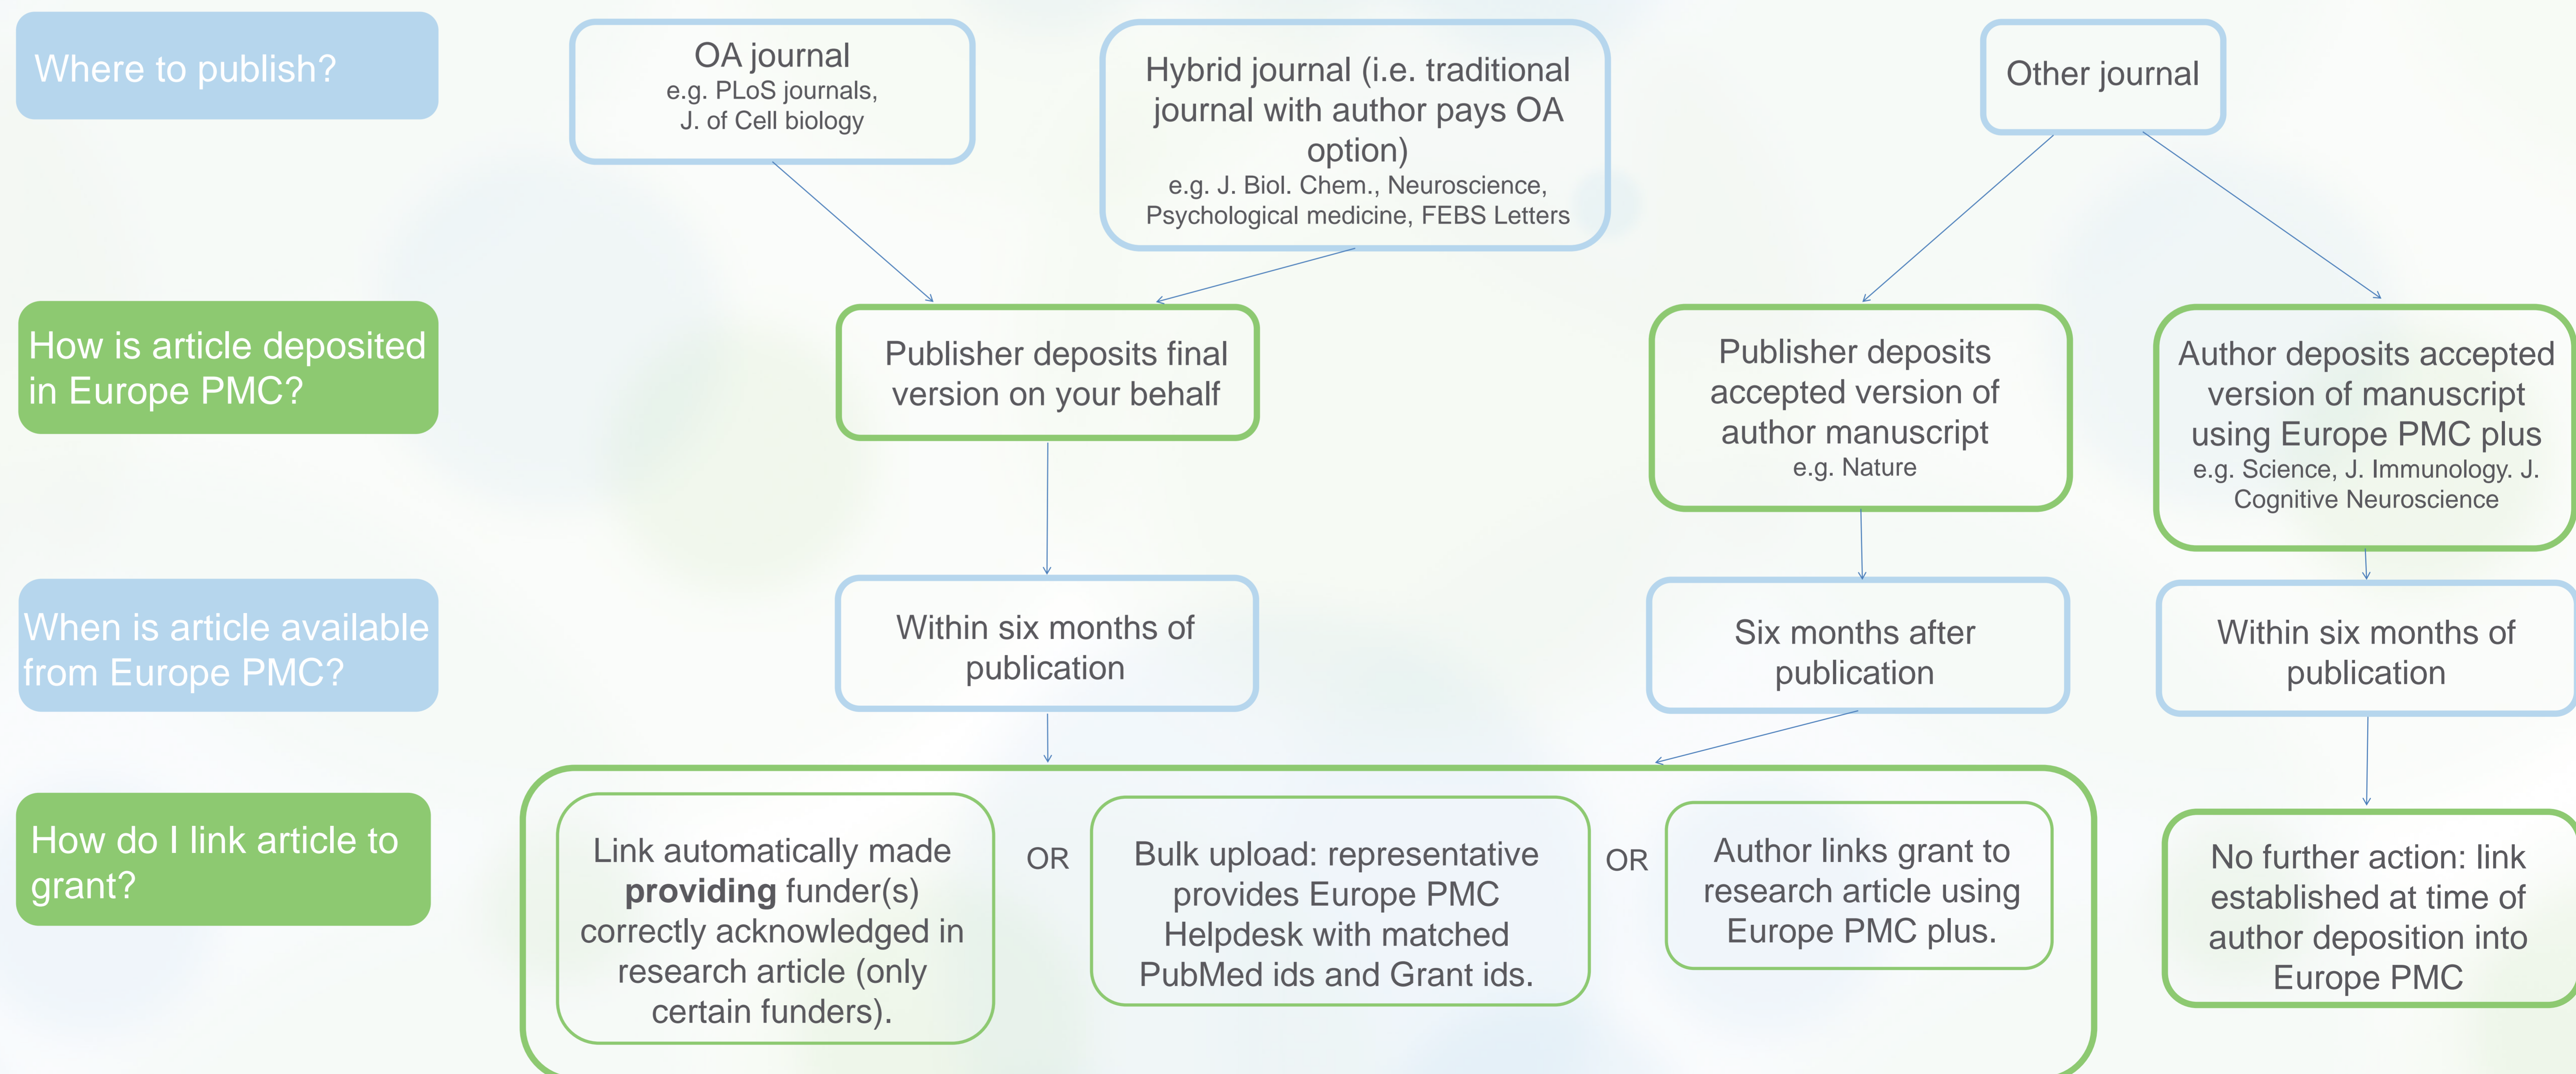 Where to publish?
OA journal
e.g. PLoS journals,
J. of Cell biology
Hybrid journal (i.e. traditional
journal with author pays OA
option)
e.g. J. Biol. Chem., Neuroscience,
Psychological medicine, FEBS Letters
Other journal
How is article deposited
in Europe PMC?
Publisher deposits final
version on your behalf
Publisher deposits
accepted version of
author manuscript
e.g. Nature
Author deposits accepted
version of manuscript
using Europe PMC plus
e.g. Science, J. Immunology. J.
Cognitive Neuroscience
When is article available
from Europe PMC?
Within six months of
publication
Six months after
publication
Within six months of
publication
How do I link article to
grant?
Link automatically made
providing funder(s)
correctly acknowledged in
research article (only
certain funders).
OR
Bulk upload: representative
provides Europe PMC
Helpdesk with matched
PubMed ids and Grant ids.
OR
Author links grant to
research article using
Europe PMC plus.
No further action: link
established at time of
author deposition into
Europe PMC